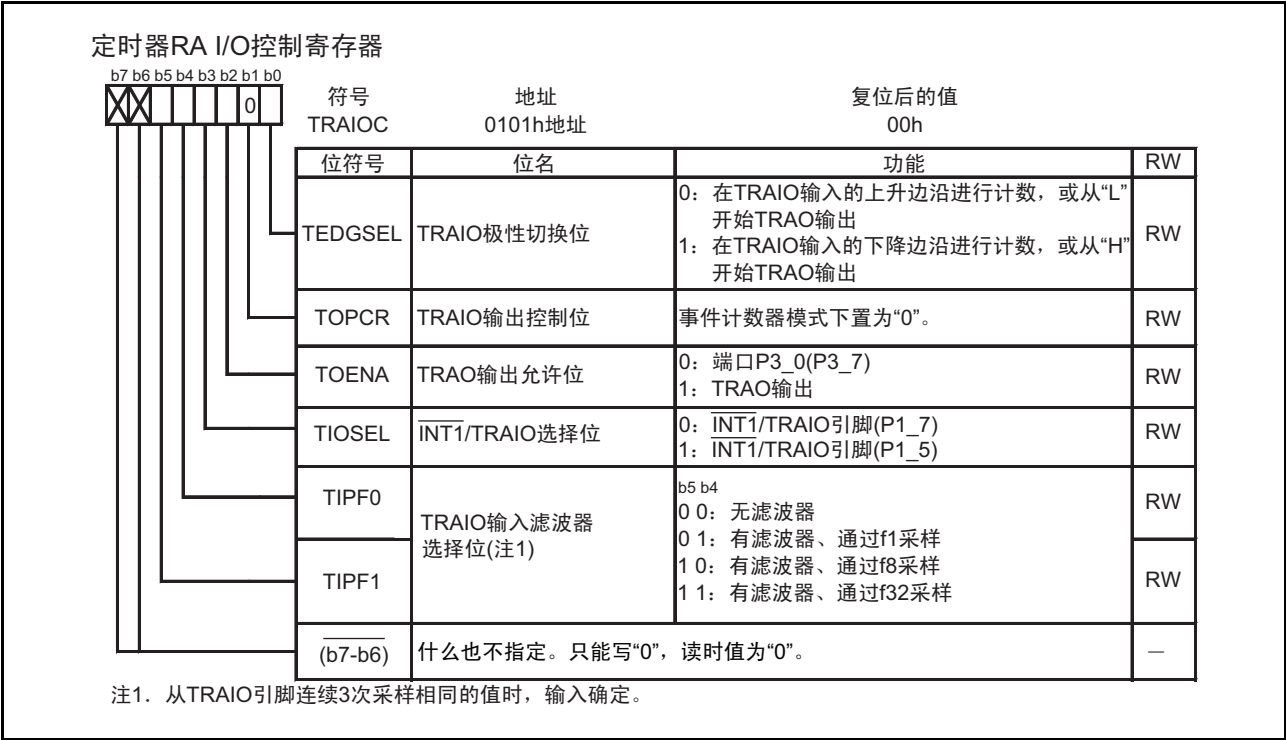 定时器RA I/O控制寄存器
b7 b6 b5 b4 b3 b2 b1 b0
0
符号 地址 复位后的值
TRAIOC 0101h地址 00h
位符号 位名 功能 RW
TEDGSEL TRAIO极性切换位 RW
0：在TRAIO输入的上升边沿进行计数，或从“L”
开始TRAO输出
1：在TRAIO输入的下降边沿进行计数，或从“H”
开始TRAO输出
TOPCR TRAIO输出控制位 事件计数器模式下置为“0”。 RW
TOENA TRAO输出允许位 RW
0：端口P3_0(P3_7)
1：TRAO输出
TIOSEL INT1/TRAIO选择位 RW
0：INT1/TRAIO引脚(P1_7)
1：INT1/TRAIO引脚(P1_5)
TIPF0 RW
TRAIO输入滤波器
选择位(注1)
b5 b4
0 0：无滤波器
0 1：有滤波器、通过f1采样
1 0：有滤波器、通过f8采样
1 1：有滤波器、通过f32采样
TIPF1 RW
(b7-b6) 什么也不指定。只能写“0”，读时值为“0”。 —
注1．从TRAIO引脚连续3次采样相同的值时，输入确定。